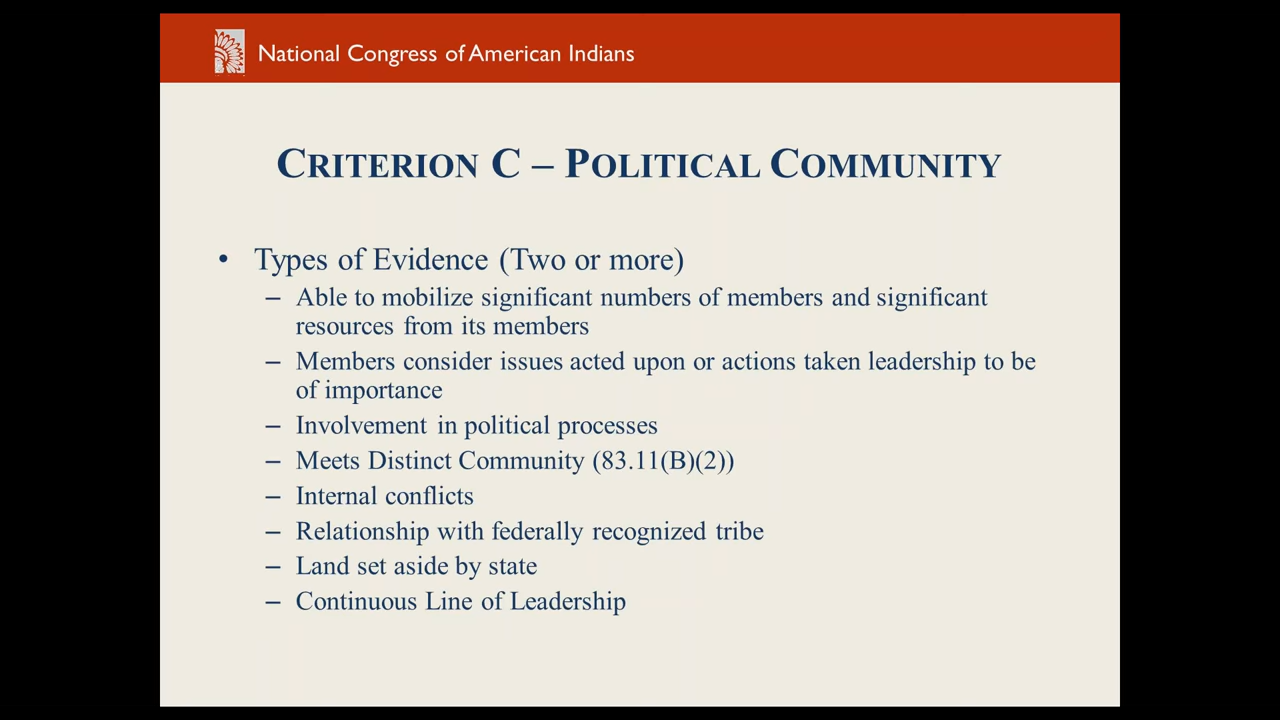 National Congress of American Indians
CRITERION C – POLITICAL COMMUNITY
• Types of Evidence (Two or more)
– Able to mobilize significant numbers of members and significant
resources from its members
– Members consider issues acted upon or actions taken leadership to be
of importance
– Involvement in political processes
– Meets Distinct Community (83.11(B)(2))
– Internal conflicts
– Relationship with federally recognized tribe
– Land set aside by state
– Continuous Line of Leadership